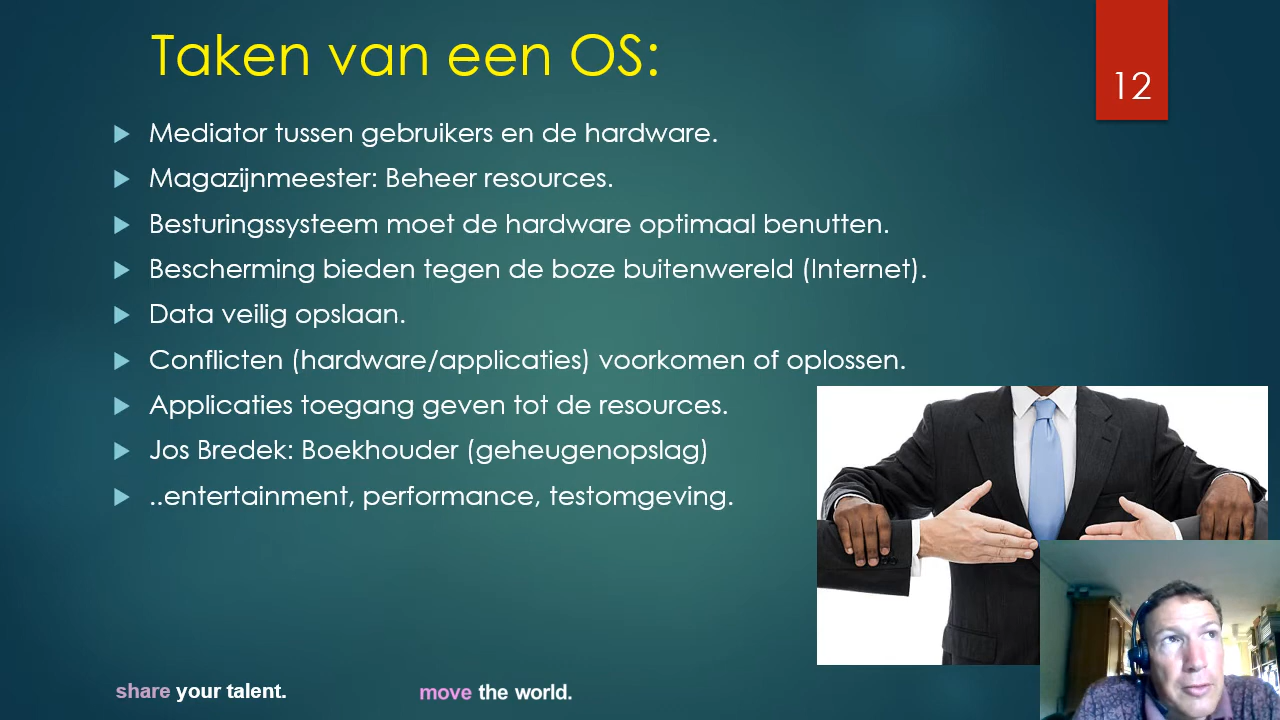 Taken van een OS:
12
Mediator tussen gebruikers en de hardware.
Magazijnmeester: Beheer resources.
Besturingssysteem moet de hardware optimaal benutten.
Bescherming bieden tegen de boze buitenwereld (Internet).
Data veilig opslaan.
Conflicten (hardware/applicaties) voorkomen of oplossen.
Applicaties toegang geven tot de resources.
Jos Bredek: Boekhouder (geheugenopslag)
..entertainment, performance, testomgeving.
share your talent.
move the world.